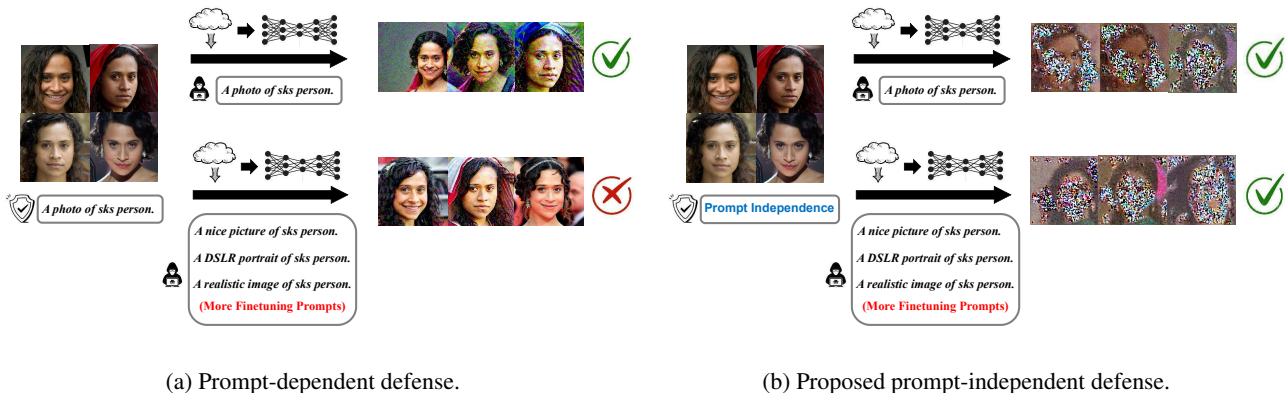 A photo of sks person.
A photo of sks person.
A nice picture of sks person.
A DSLR portrait of sks person.
A realistic image of sks person.
(More Finetuning Prompts)
(a) Prompt-dependent defense.
A photo of sks person.
Prompt Independence
A nice picture of sks person.
A DSLR portrait of sks person.
A realistic image of sks person.
(More Finetuning Prompts)
(b) Proposed prompt-independent defense.